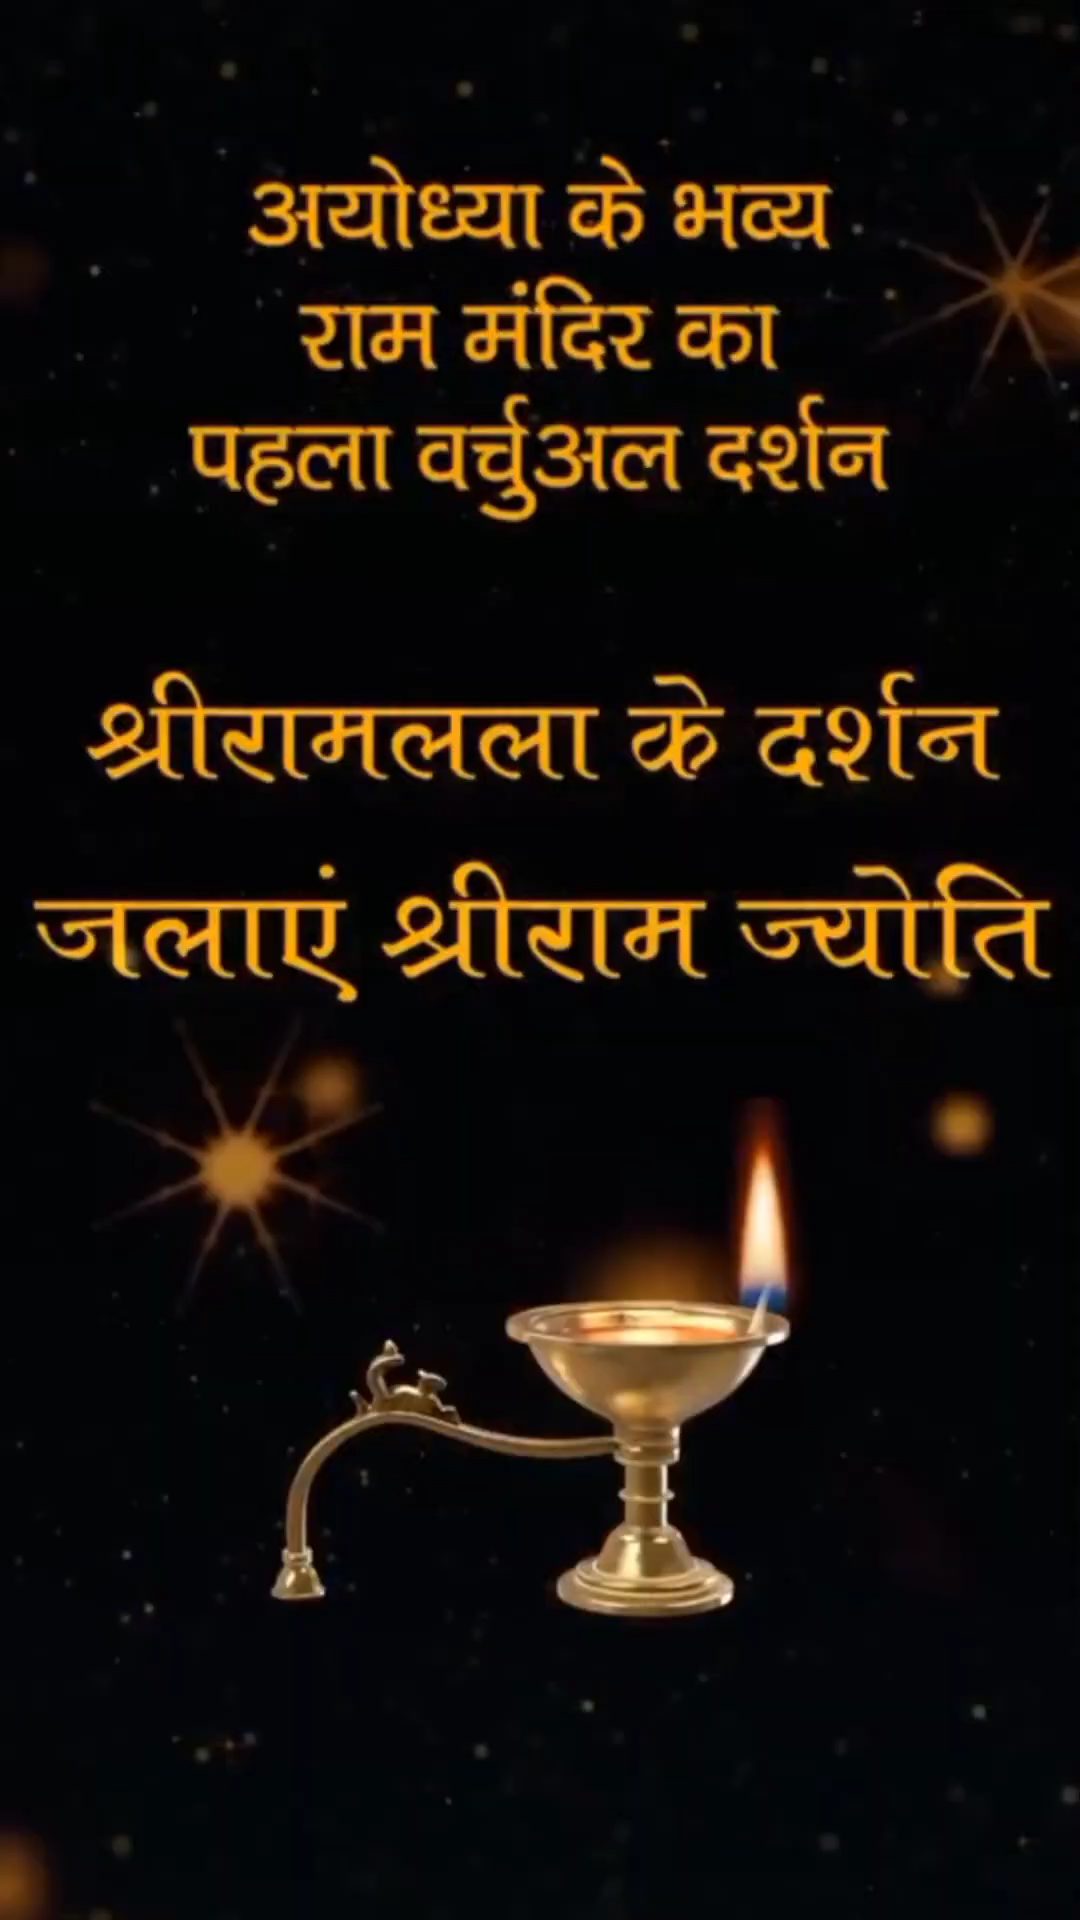 अयोध्या के भव्य
राम मंदिर का
पहला वर्चुअल दर्शन
श्रीरामलला के दर्शन
जलाएं श्रीराम ज्योति